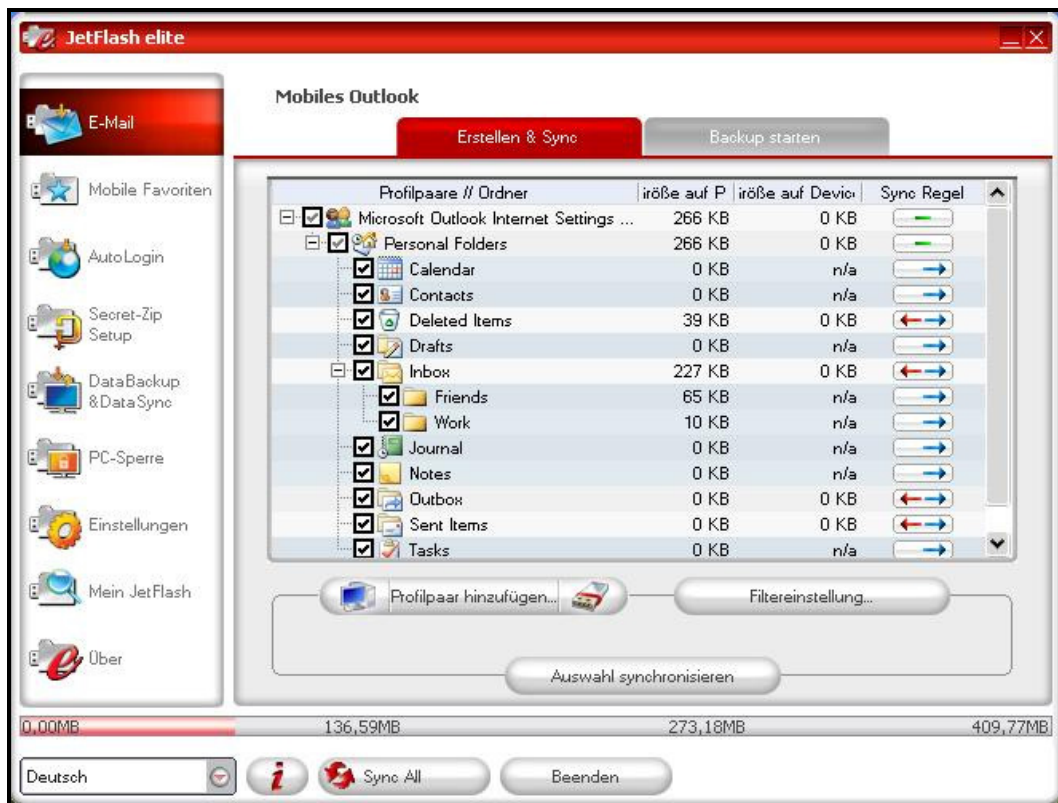 JetFlash elite
E-Mail
Mobile Favoriten
AutoLogin
Secret-Zip
Setup
DataBackup
&DataSync
PC-Sperre
Einstellungen
Mein JetFlash
Über
Mobiles Outlook
Erstellen & Sync
Backup starten
Profilpaare // Ordner iröße auf P iröße auf Devic Sync Regel
Microsoft Outlook Internet Settings ... 266 KB 0 KB
Personal Folders 266 KB 0 KB
Calendar 0 KB n/a
Contacts 0 KB n/a
Deleted Items 39 KB 0 KB
Drafts 0 KB n/a
Inbox 227 KB 0 KB
Friends 65 KB n/a
Work 10 KB n/a
Journal 0 KB n/a
Notes 0 KB n/a
Outbox 0 KB 0 KB
Sent Items 0 KB 0 KB
Tasks 0 KB n/a
Profilpaar hinzufügen...
Filtereinstellung...
Auswahl synchronisieren
0,00MB 136,59MB 273,18MB 409,77MB
Deutsch
i
Sync All
Beenden